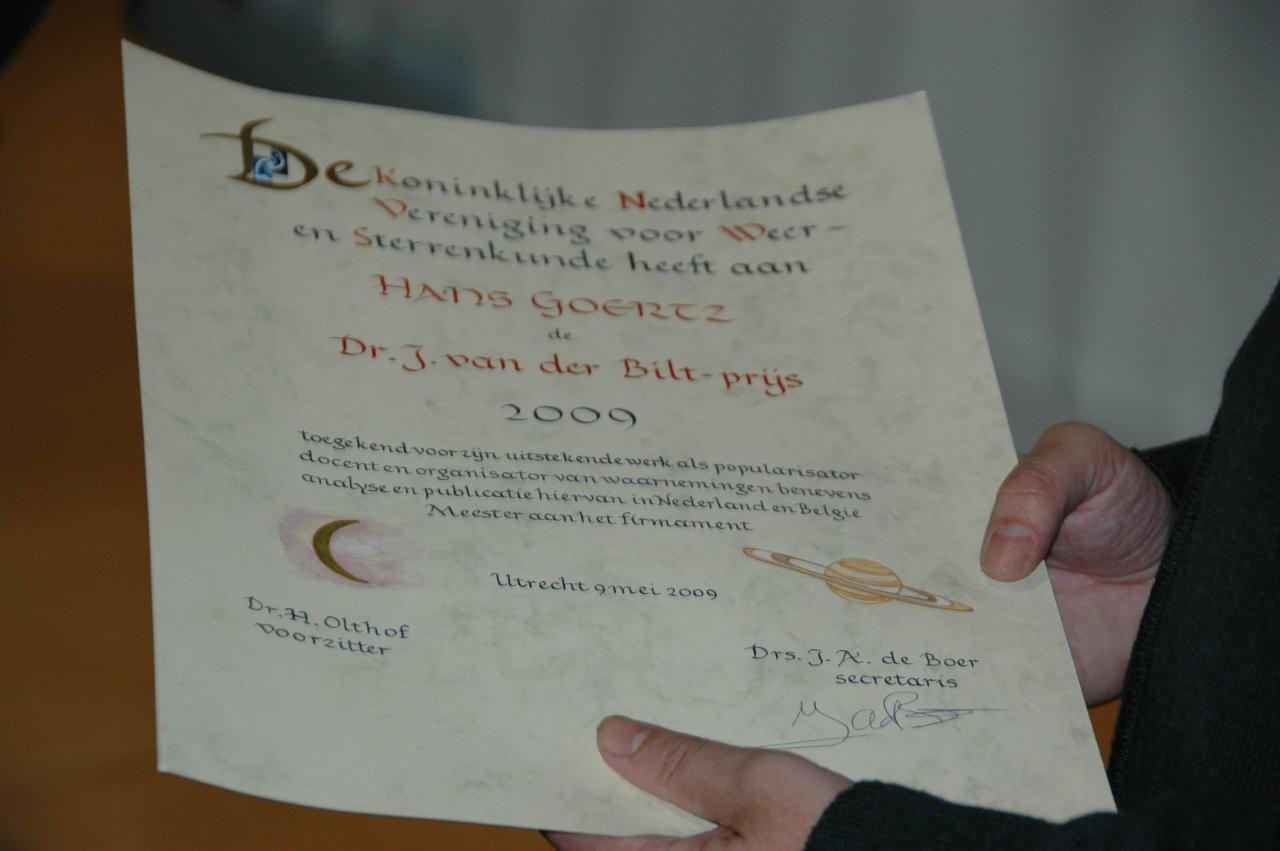 De Koninklijke Nederlandse
Vereniging voor Weer-
en Sterrenkunde heeft aan
HANS GOERTZ
de
Dr. J. van der Bilt-prijs
2009
toegekend voor zijn uitstekende werk als popularisator
docent en organisator van waarnemingen benevens
analyse en publicatie hiervan in Nederland en Belgie
Meester aan het firmament
Utrecht 9 mei 2009
Dr. H. Olthof
voorzitter
Drs. J. A. de Boer
secretaris